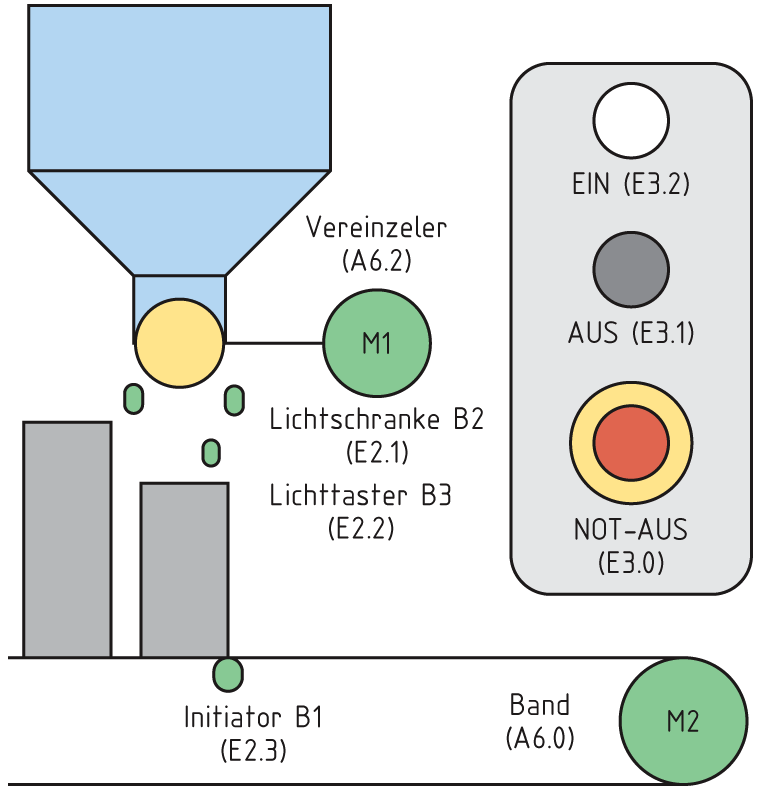 Vereinzeler
(A6.2)
M1
Lichtschranke B2
(E2.1)
Lichttaster B3
(E2.2)
Initiator B1
(E2.3)
Band
(A6.0)
M2
EIN (E3.2)
AUS (E3.1)
NOT-AUS
(E3.0)